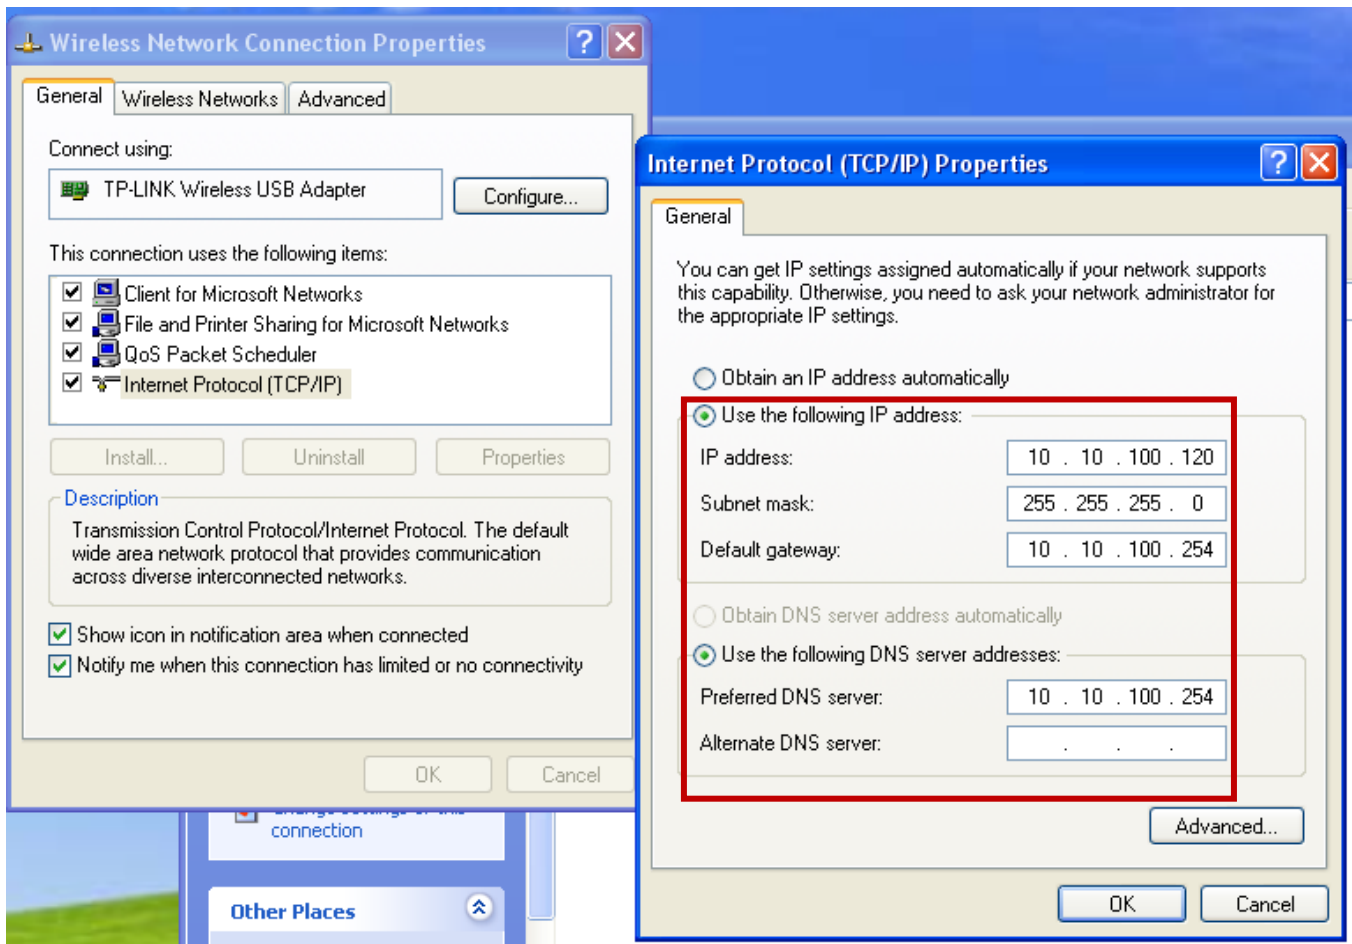 Wireless Network Connection Properties
General
Wireless Networks
Advanced
Connect using:
TP-LINK Wireless USB Adapter
Configure...
This connection uses the following items:
Client for Microsoft Networks
File and Printer Sharing for Microsoft Networks
QoS Packet Scheduler
Internet Protocol (TCP/IP)
Install...
Uninstall
Properties
Description
Transmission Control Protocol/Internet Protocol. The default
wide area network protocol that provides communication
across diverse interconnected networks.
Show icon in notification area when connected
Notify me when this connection has limited or no connectivity
OK
Cancel
connection
Other Places
Internet Protocol (TCP/IP) Properties
General
You can get IP settings assigned automatically if your network supports
this capability. Otherwise, you need to ask your network administrator for
the appropriate IP settings.
Obtain an IP address automatically
Use the following IP address:
IP address:
10 . 10 . 100 . 120
Subnet mask:
255 . 255 . 255 . 0
Default gateway:
10 . 10 . 100 . 254
Obtain DNS server address automatically
Use the following DNS server addresses:
Preferred DNS server:
10 . 10 . 100 . 254
Alternate DNS server:
. . .
Advanced...
OK
Cancel